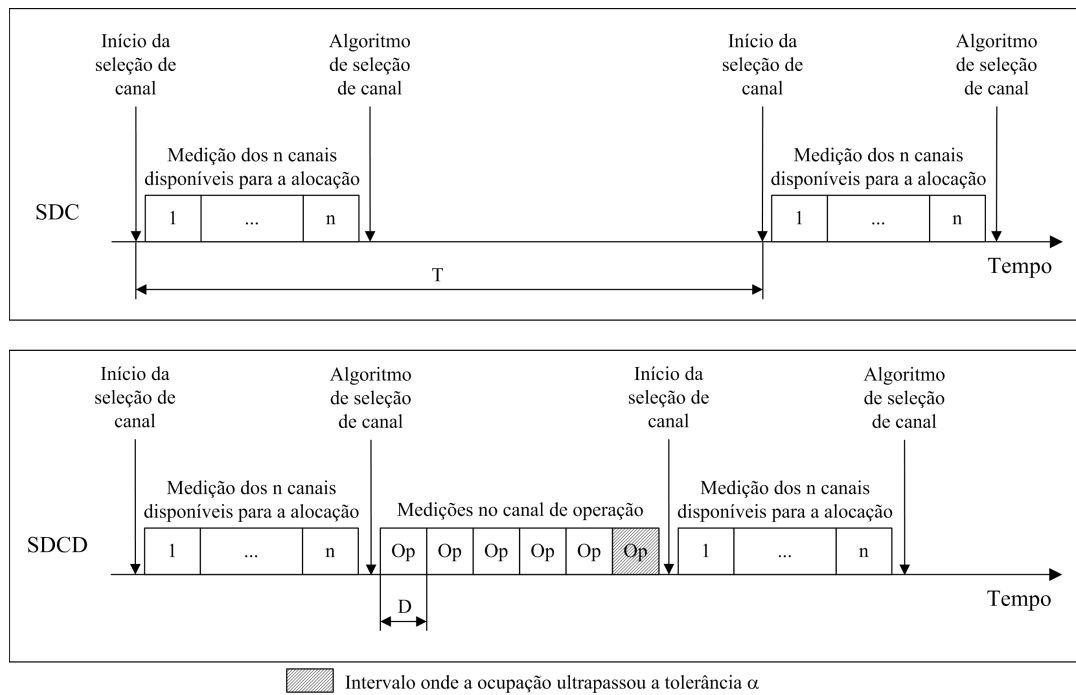 Início da
seleção de
canal
Algoritmo
de seleção
de canal
Início da
seleção de
canal
Algoritmo
de seleção
de canal
Medição dos n canais
disponíveis para a alocação
Medição dos n canais
disponíveis para a alocação
SDC
1 ... n
1 ... n
Tempo
T
Início da
seleção de
canal
Algoritmo
de seleção
de canal
Início da
seleção de
canal
Algoritmo
de seleção
de canal
Medição dos n canais
disponíveis para a alocação
Medições no canal de operação
Medição dos n canais
disponíveis para a alocação
SDCD
1 ... n
Op Op Op Op Op Op
1 ... n
Tempo
D
Intervalo onde a ocupação ultrapassou a tolerância α